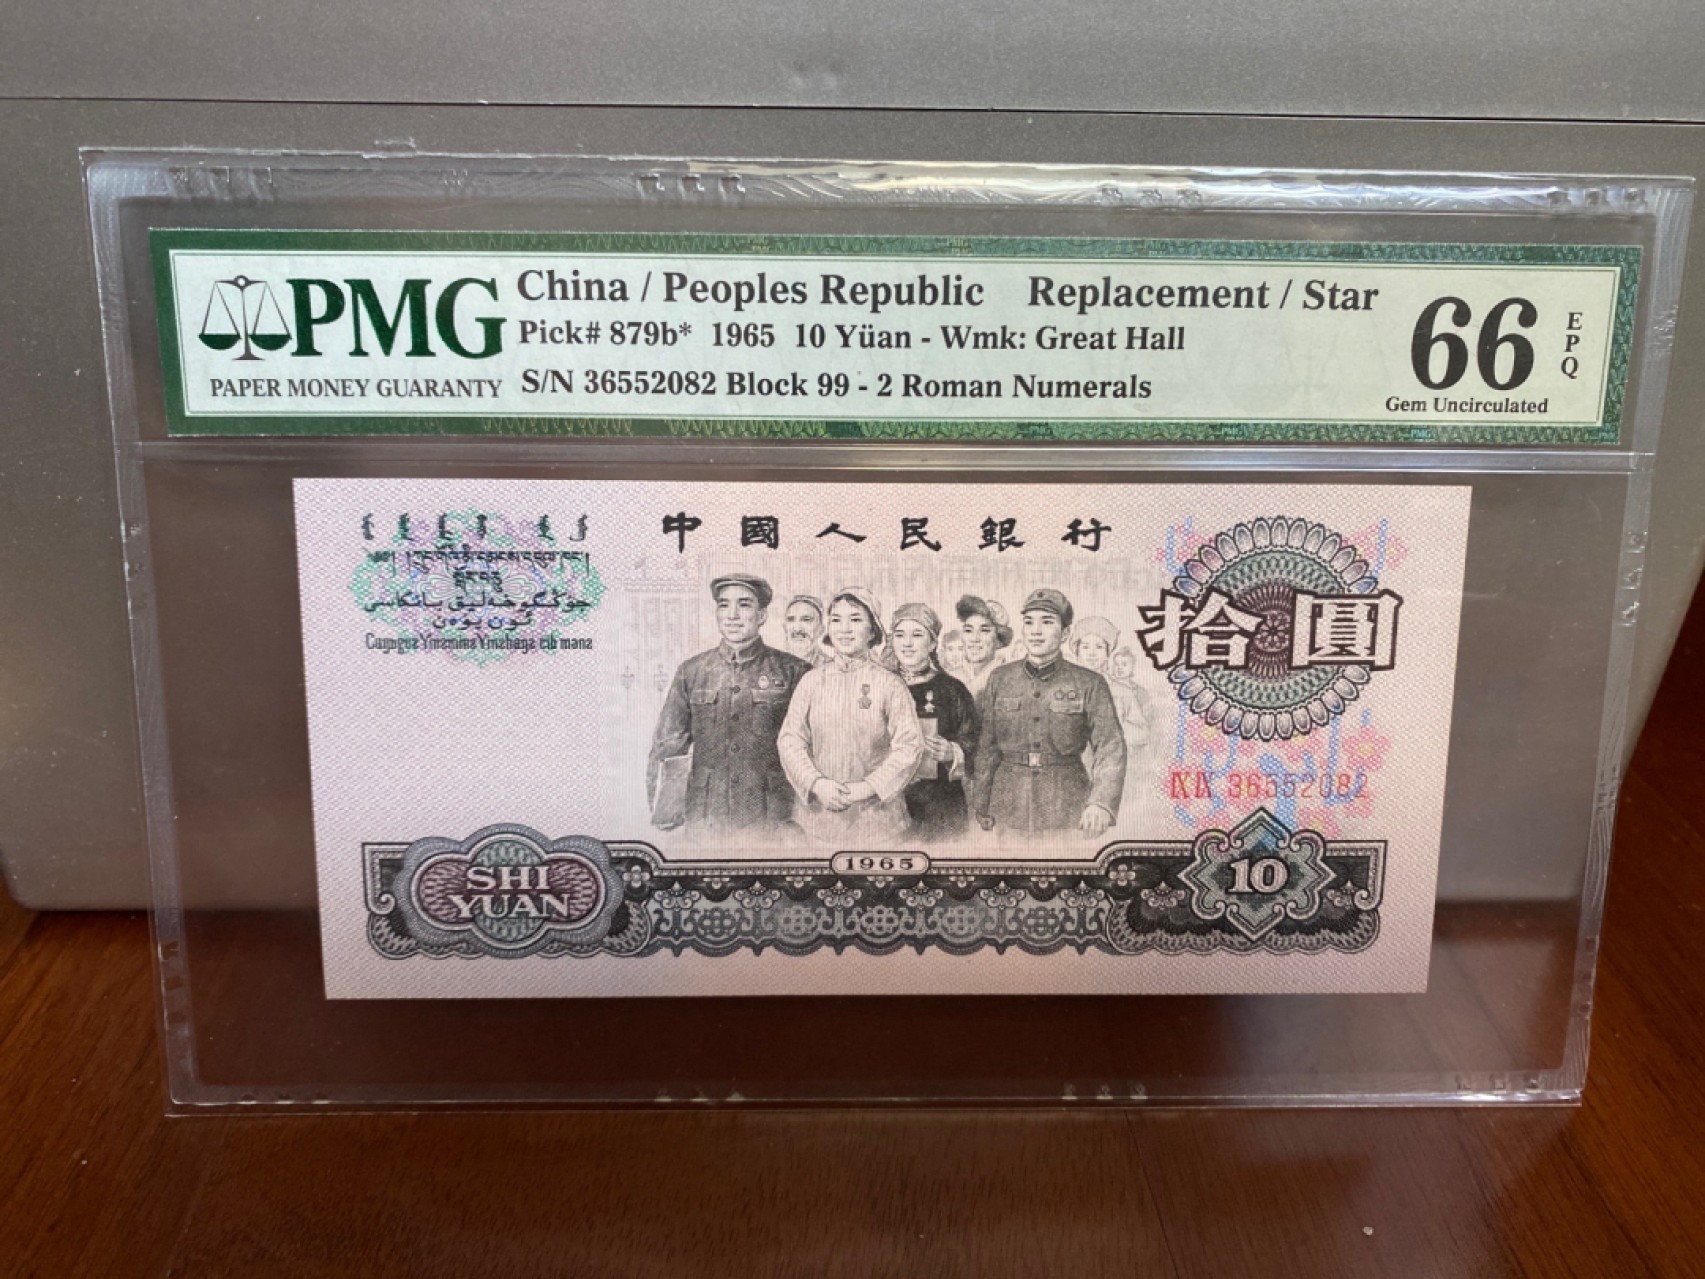 PMG
PAPER MONEY GUARANTY
China / Peoples Republic Replacement / Star
Pick# 879b* 1965 10 Yüan - Wmk: Great Hall
S/N 36552082 Block 99 - 2 Roman Numerals
66
EPQ
Gem Uncirculated
中國人民銀行
拾圓
ⅨⅨ 36552082
1965
SHI
YUAN
10